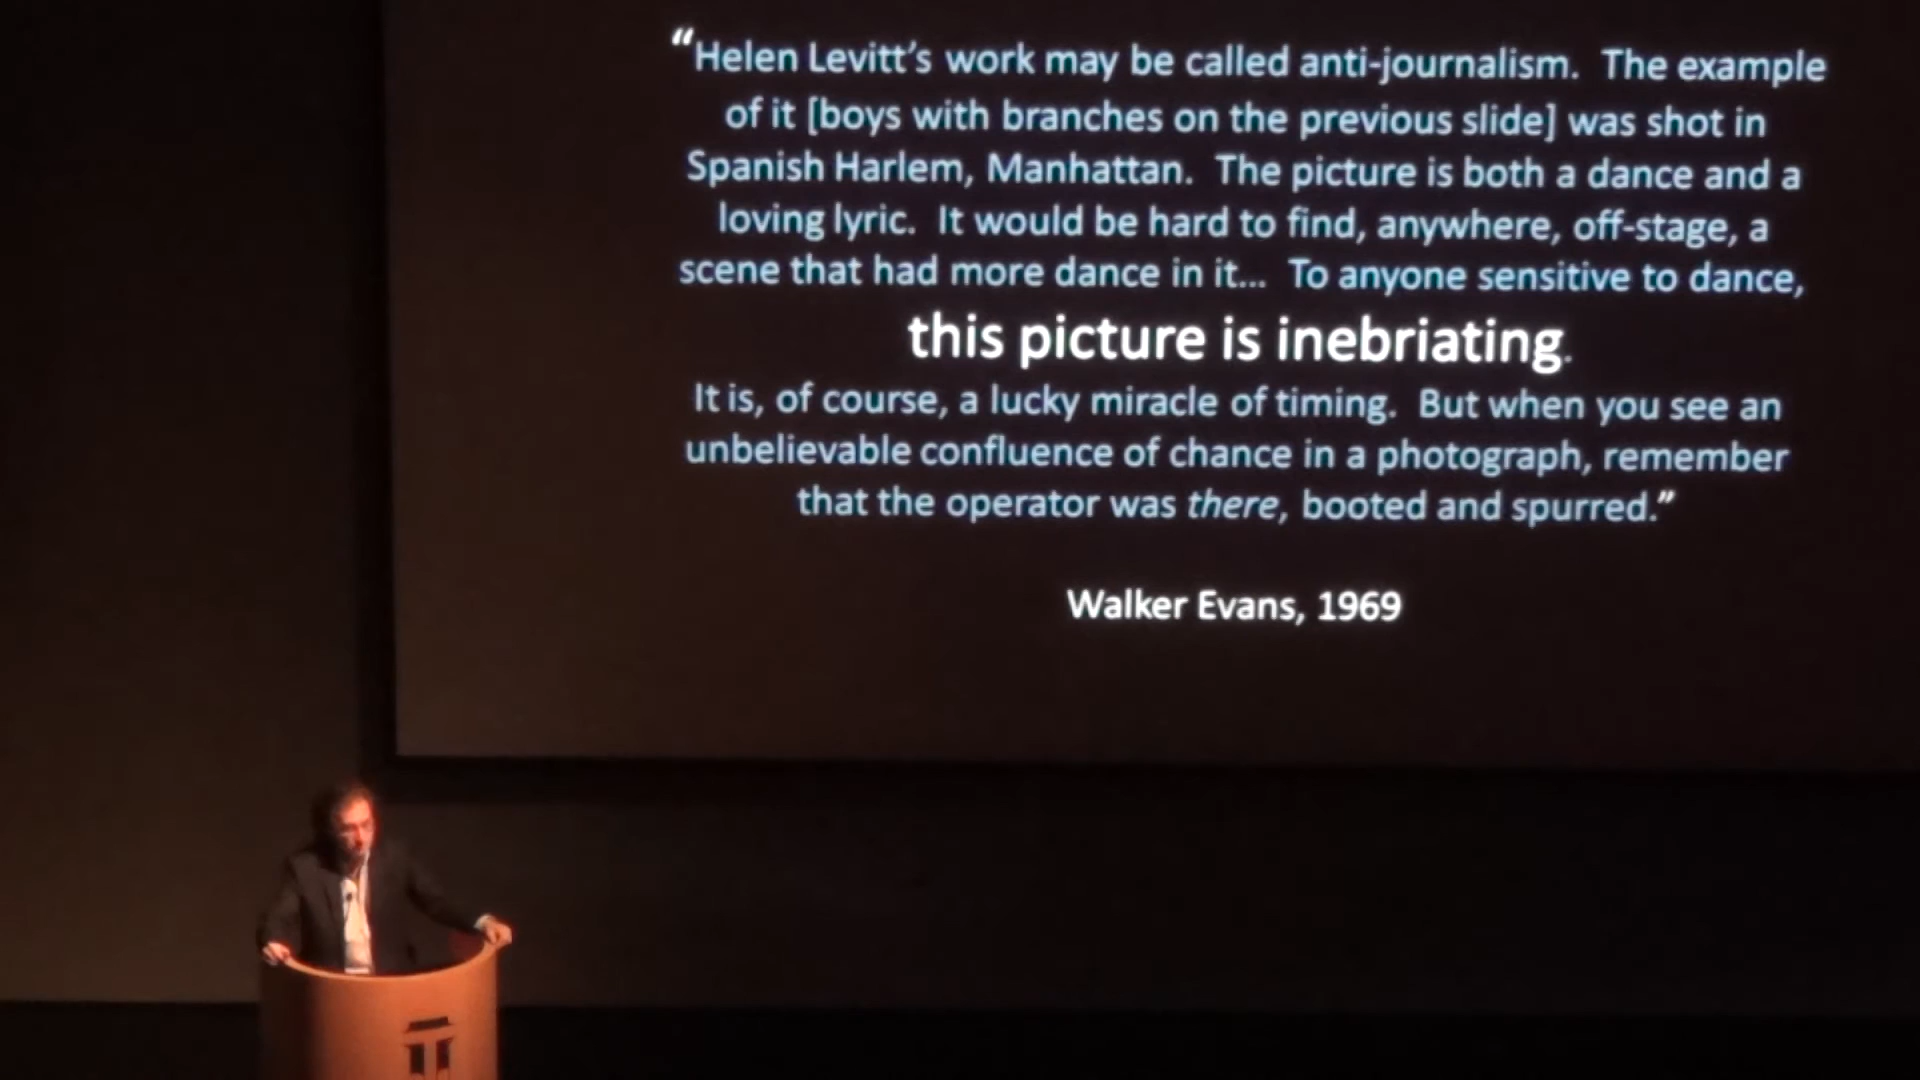 “Helen Levitt’s work may be called anti-journalism. The example
of it [boys with branches on the previous slide] was shot in
Spanish Harlem, Manhattan. The picture is both a dance and a
loving lyric. It would be hard to find, anywhere, off-stage, a
scene that had more dance in it... To anyone sensitive to dance,
this picture is inebriating.
It is, of course, a lucky miracle of timing. But when you see an
unbelievable confluence of chance in a photograph, remember
that the operator was there, booted and spurred.”
Walker Evans, 1969